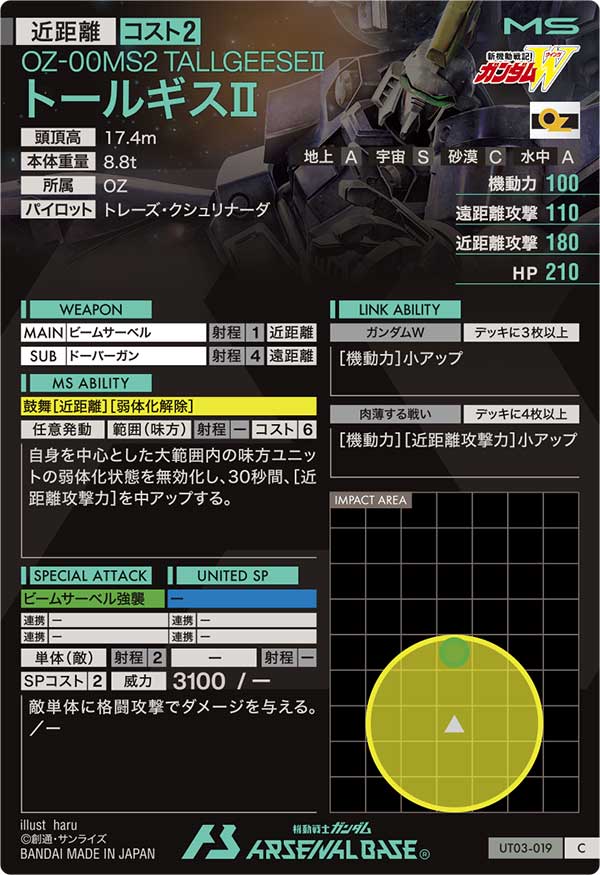 近距離 コスト2 MS
OZ-00MS2 TALLGEESEⅡ
トールギスⅡ
新機動戦記 ガンダムW ウイング
OZ
頭頂高 17.4m
本体重量 8.8t
所属 OZ
パイロット トレーズ・クシュリナーダ
地上 A 宇宙 S 砂漠 C 水中 A
機動力 100
遠距離攻撃 110
近距離攻撃 180
HP 210
WEAPON
MAIN ビームサーベル 射程 1 近距離
SUB ドーバーガン 射程 4 遠距離
MS ABILITY
鼓舞[近距離][弱体化解除]
任意発動 範囲(味方) 射程 ー コスト 6
自身を中心とした大範囲内の味方ユニッ
トの弱体化状態を無効化し、30秒間、[近
距離攻撃力]を中アップする。
LINK ABILITY
ガンダムW デッキに3枚以上
[機動力]小アップ
肉薄する戦い デッキに4枚以上
[機動力][近距離攻撃力]小アップ
IMPACT AREA
SPECIAL ATTACK UNITED SP
ビームサーベル強襲 ー
連携 ー 連携 ー
連携 ー 連携 ー
単体(敵) 射程 2 ー 射程 ー
SPコスト 2 威力 3100 / ー
敵単体に格闘攻撃でダメージを与える。
/ー
illust haru
©創通・サンライズ
BANDAI MADE IN JAPAN
機動戦士ガンダム
AB ARSENAL BASE®
UT03-019 C